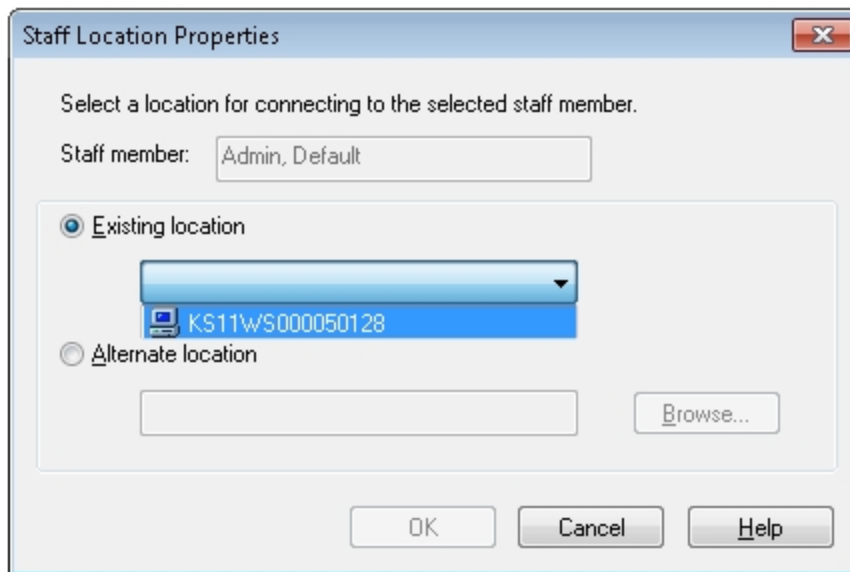 Staff Location Properties
Select a location for connecting to the selected staff member.
Staff member: Admin, Default
Existing location
KS11WS000050128
Alternate location
Browse...
OK Cancel Help